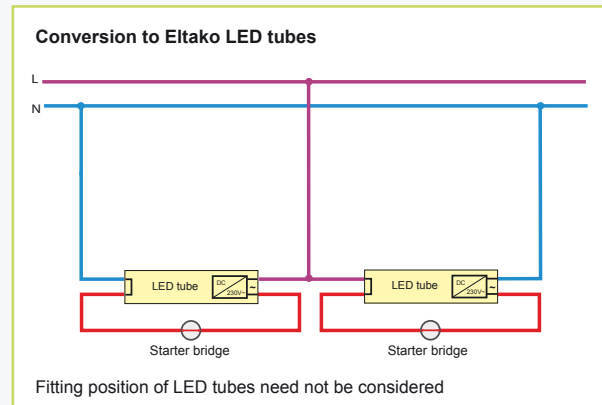 Conversion to Eltako LED tubes
L
N
LED tube
DC
230V~
~
LED tube
DC
230V~
~
Starter bridge
Starter bridge
Fitting position of LED tubes need not be considered